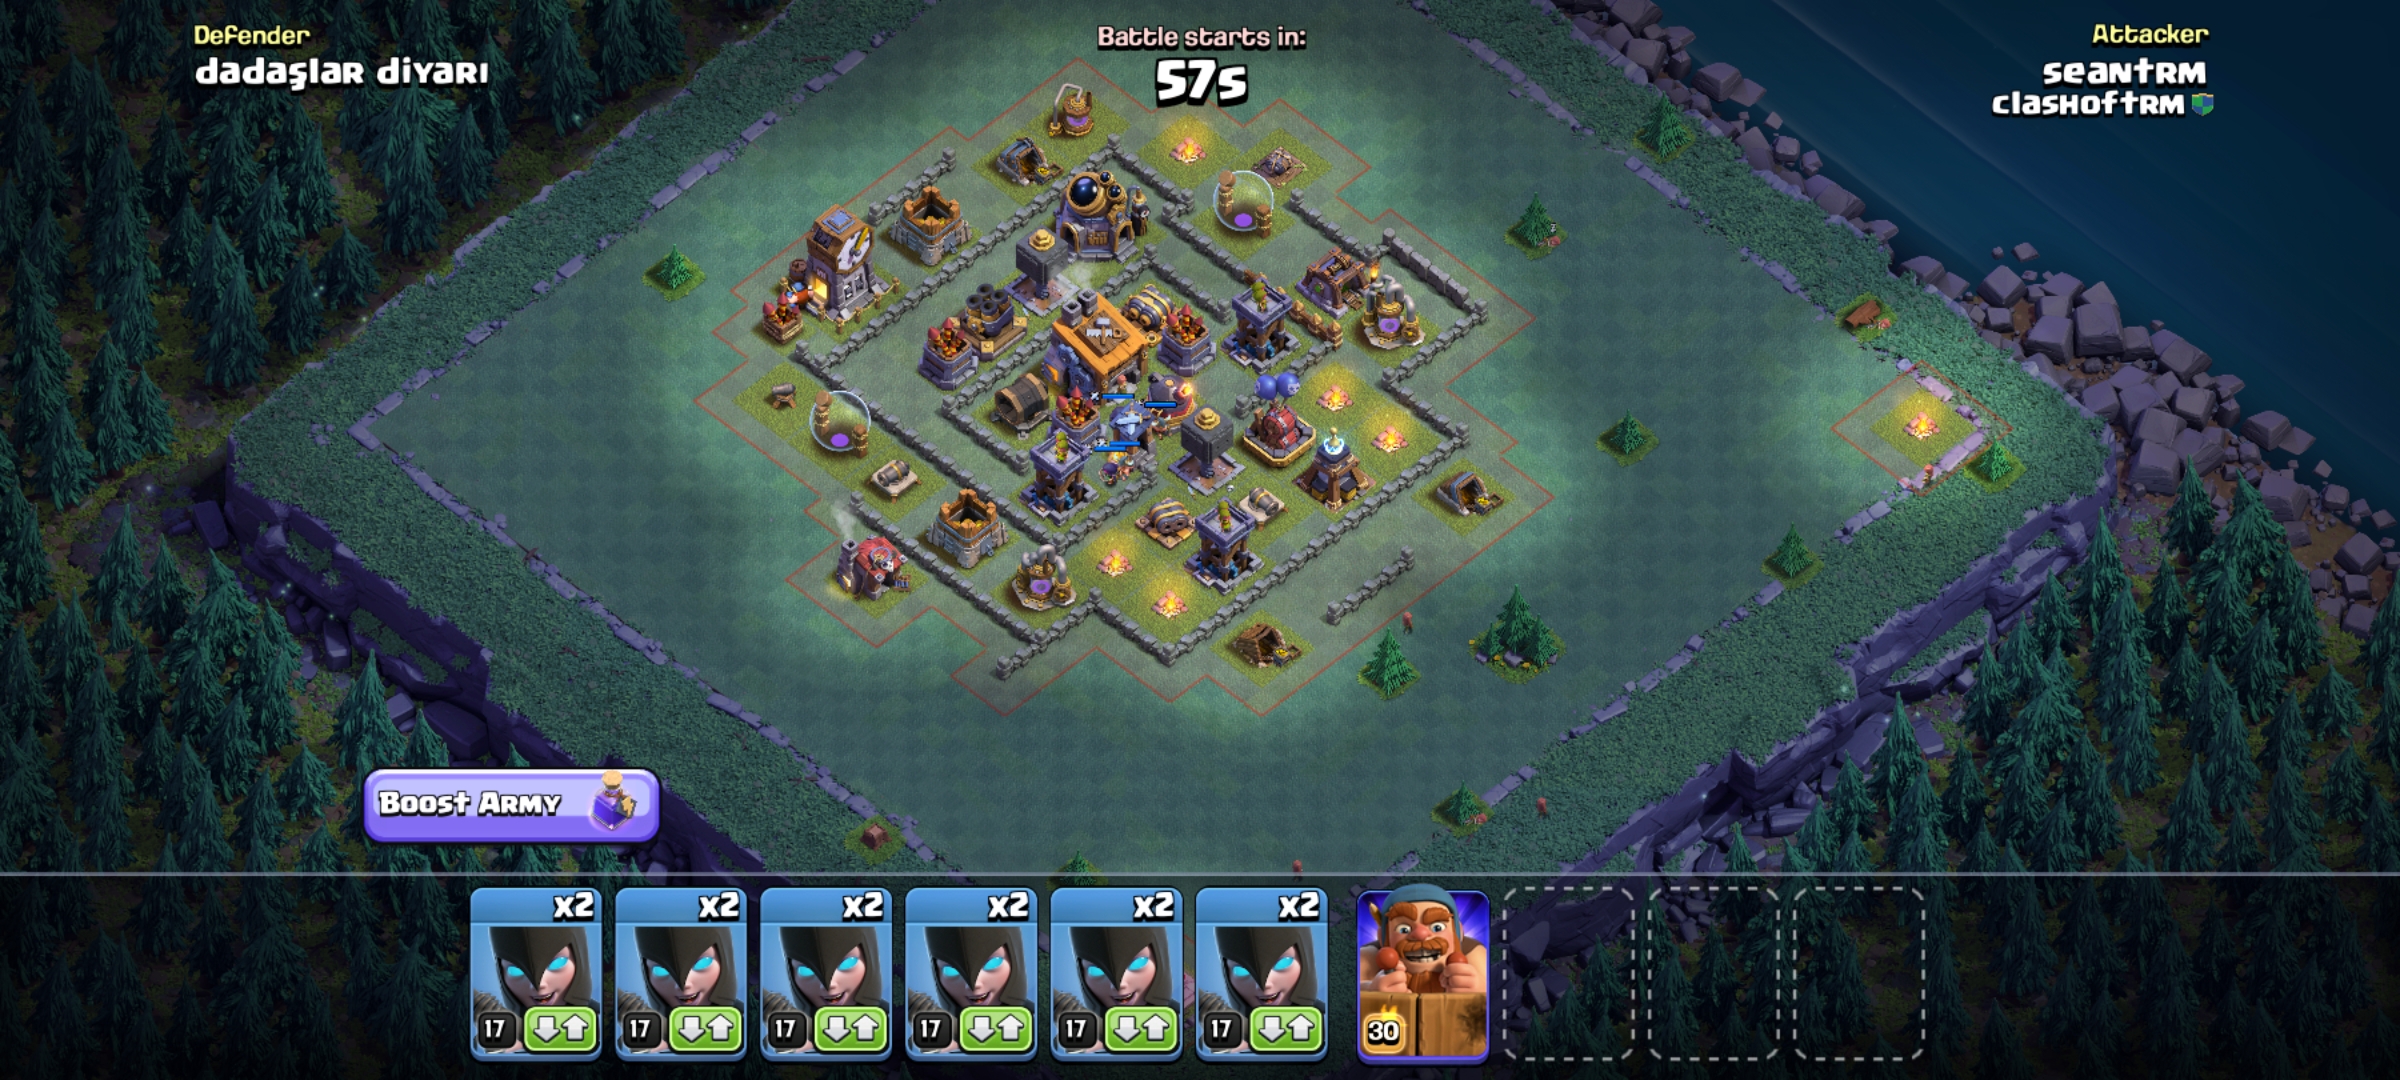 Defender
dadaşlar diyarı
Battle starts in:
57s
Attacker
seantrm
clashoftrm
Boost Army
x2
x2
x2
x2
x2
x2
17
17
17
17
17
17
30